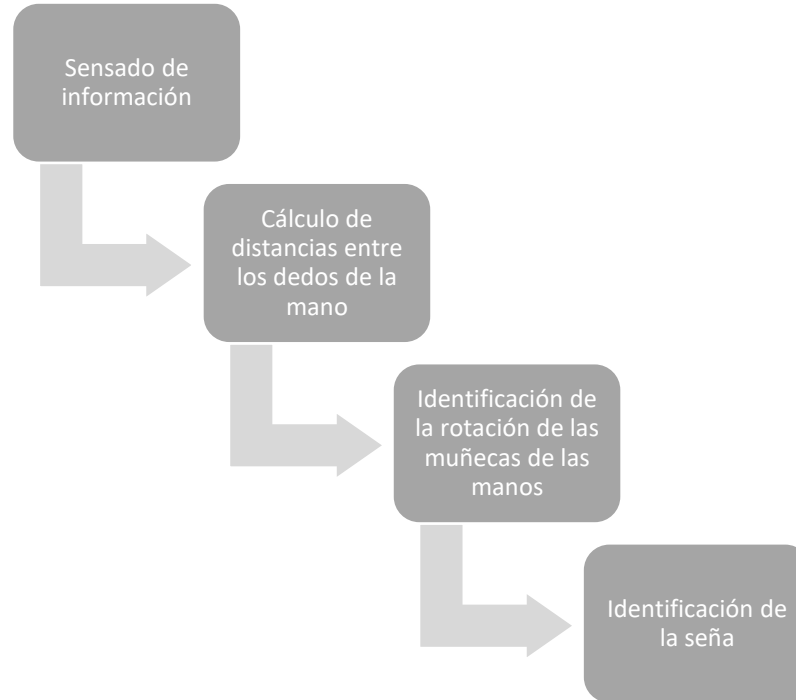 Sensado de
información
Cálculo de
distancias entre
los dedos de la
mano
Identificación de
la rotación de las
muñecas de las
manos
Identificación de
la seña